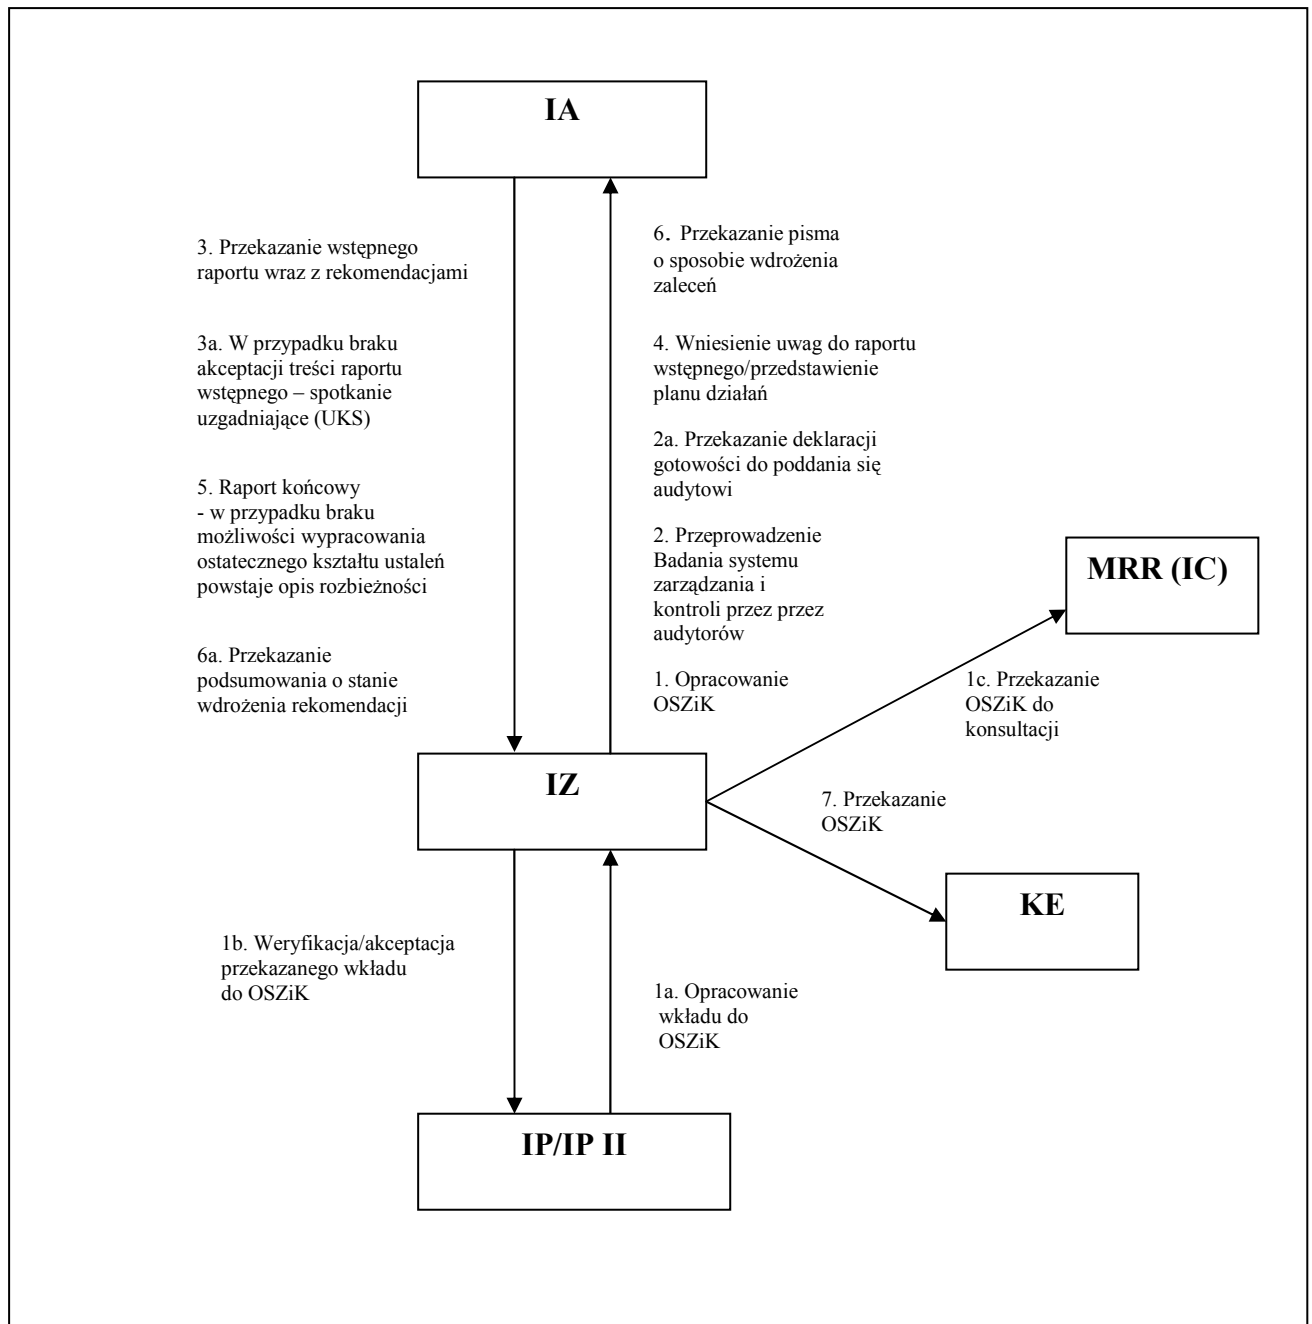 IA
3. Przekazanie wstępnego
raportu wraz z rekomendacjami
3a. W przypadku braku
akceptacji treści raportu
wstępnego – spotkanie
uzgadniające (UKS)
5. Raport końcowy
- w przypadku braku
możliwości wypracowania
ostatecznego kształtu ustaleń
powstaje opis rozbieżności
6a. Przekazanie
podsumowania o stanie
wdrożenia rekomendacji
6. Przekazanie pisma
o sposobie wdrożenia
zaleceń
4. Wniesienie uwag do raportu
wstępnego/przedstawienie
planu działań
2a. Przekazanie deklaracji
gotowości do poddania się
audytowi
2. Przeprowadzenie
Badania systemu
zarządzania i
kontroli przez przez
audytorów
1. Opracowanie
OSZiK
MRR (IC)
1c. Przekazanie
OSZiK do
konsultacji
IZ
7. Przekazanie
OSZiK
KE
1b. Weryfikacja/akceptacja
przekazanego wkładu
do OSZiK
1a. Opracowanie
wkładu do
OSZiK
IP/IP II